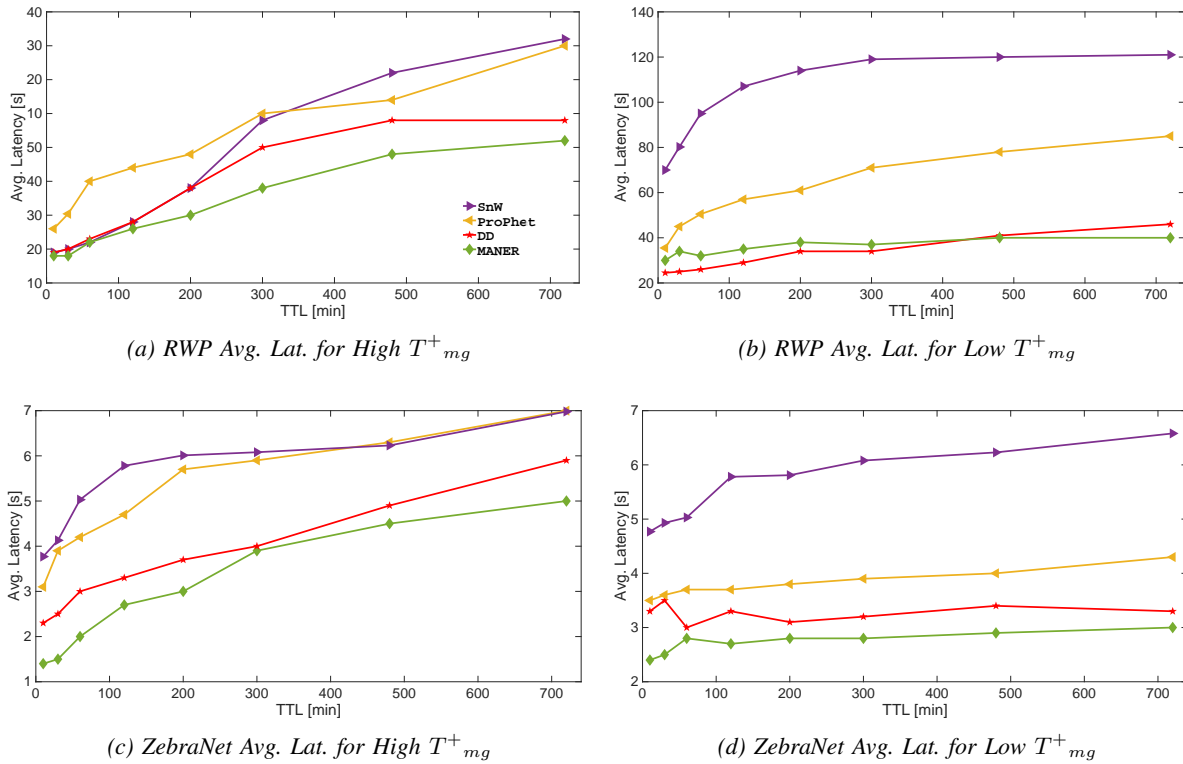 40
30
20
10
50
40
30
20
10
0 100 200 300 400 500 600 700
Avg. Latency [s]
TTL [min]
SnW
ProPhet
DD
MANER
(a) RWP Avg. Lat. for High T^+_{mg}
140
120
100
80
60
40
20
0 100 200 300 400 500 600 700
Avg. Latency [s]
TTL [min]
(b) RWP Avg. Lat. for Low T^+_{mg}
7
6
5
4
3
2
1
0 100 200 300 400 500 600 700
Avg. Latency [s]
TTL [min]
(c) ZebraNet Avg. Lat. for High T^+_{mg}
7
6
5
4
3
2
0 100 200 300 400 500 600 700
Avg. Latency [s]
TTL [min]
(d) ZebraNet Avg. Lat. for Low T^+_{mg}